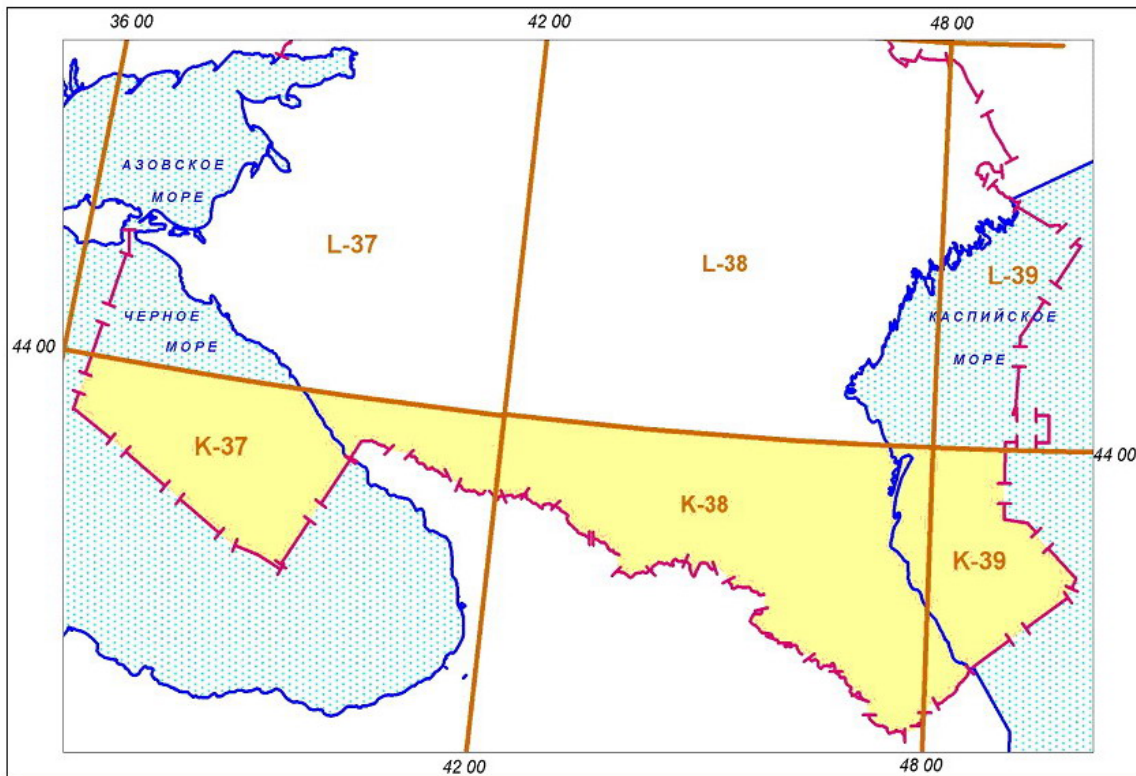 36 00
42 00
48 00
АЗОВСКОЕ
МОРЕ
L-37
L-38
L-39
ЧЕРНОЕ
МОРЕ
КАСПИЙСКОЕ
МОРЕ
44 00
K-37
44 00
K-38
K-39
42 00
48 00